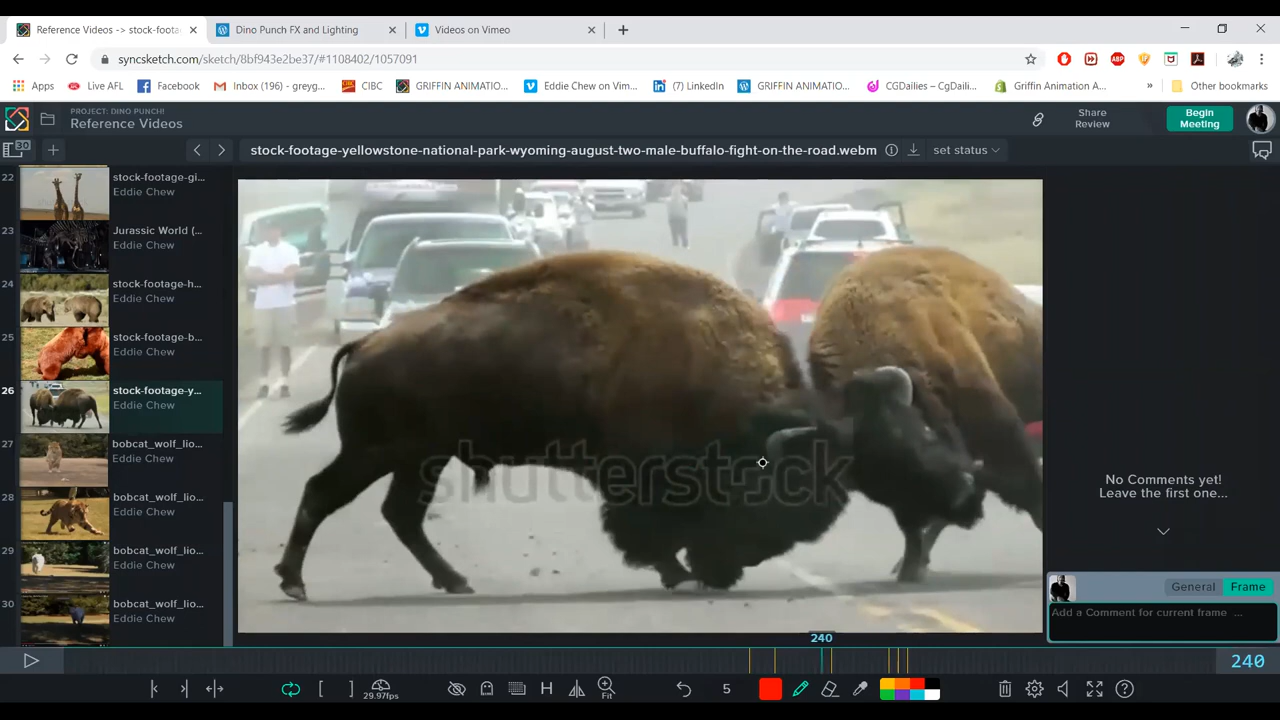 Reference Videos -> stock-foota
Dino Punch FX and Lighting
Videos on Vimeo
syncsketch.com/sketch/8bf943e2be37/#1108402/1057091
Apps
Live AFL
Facebook
Inbox (196) - greyg...
CIBC
GRIFFIN ANIMATIO...
Eddie Chew on Vim...
(7) LinkedIn
GRIFFIN ANIMATIO...
CGDailies – CgDaili...
Griffin Animation A...
»
Other bookmarks
PROJECT: DINO PUNCH!
Reference Videos
Share Review
Begin Meeting
30
stock-footage-yellowstone-national-park-wyoming-august-two-male-buffalo-fight-on-the-road.webm
set status
22
stock-footage-gi...
Eddie Chew
23
Jurassic World (...
Eddie Chew
24
stock-footage-h...
Eddie Chew
25
stock-footage-b...
Eddie Chew
26
stock-footage-y...
Eddie Chew
27
bobcat_wolf_lio...
Eddie Chew
28
bobcat_wolf_lio...
Eddie Chew
29
bobcat_wolf_lio...
Eddie Chew
30
bobcat_wolf_lio...
Eddie Chew
shutterstock
No Comments yet!
Leave the first one...
General
Frame
Add a Comment for current frame ...
240
240
29.97fps
H
Fit
5